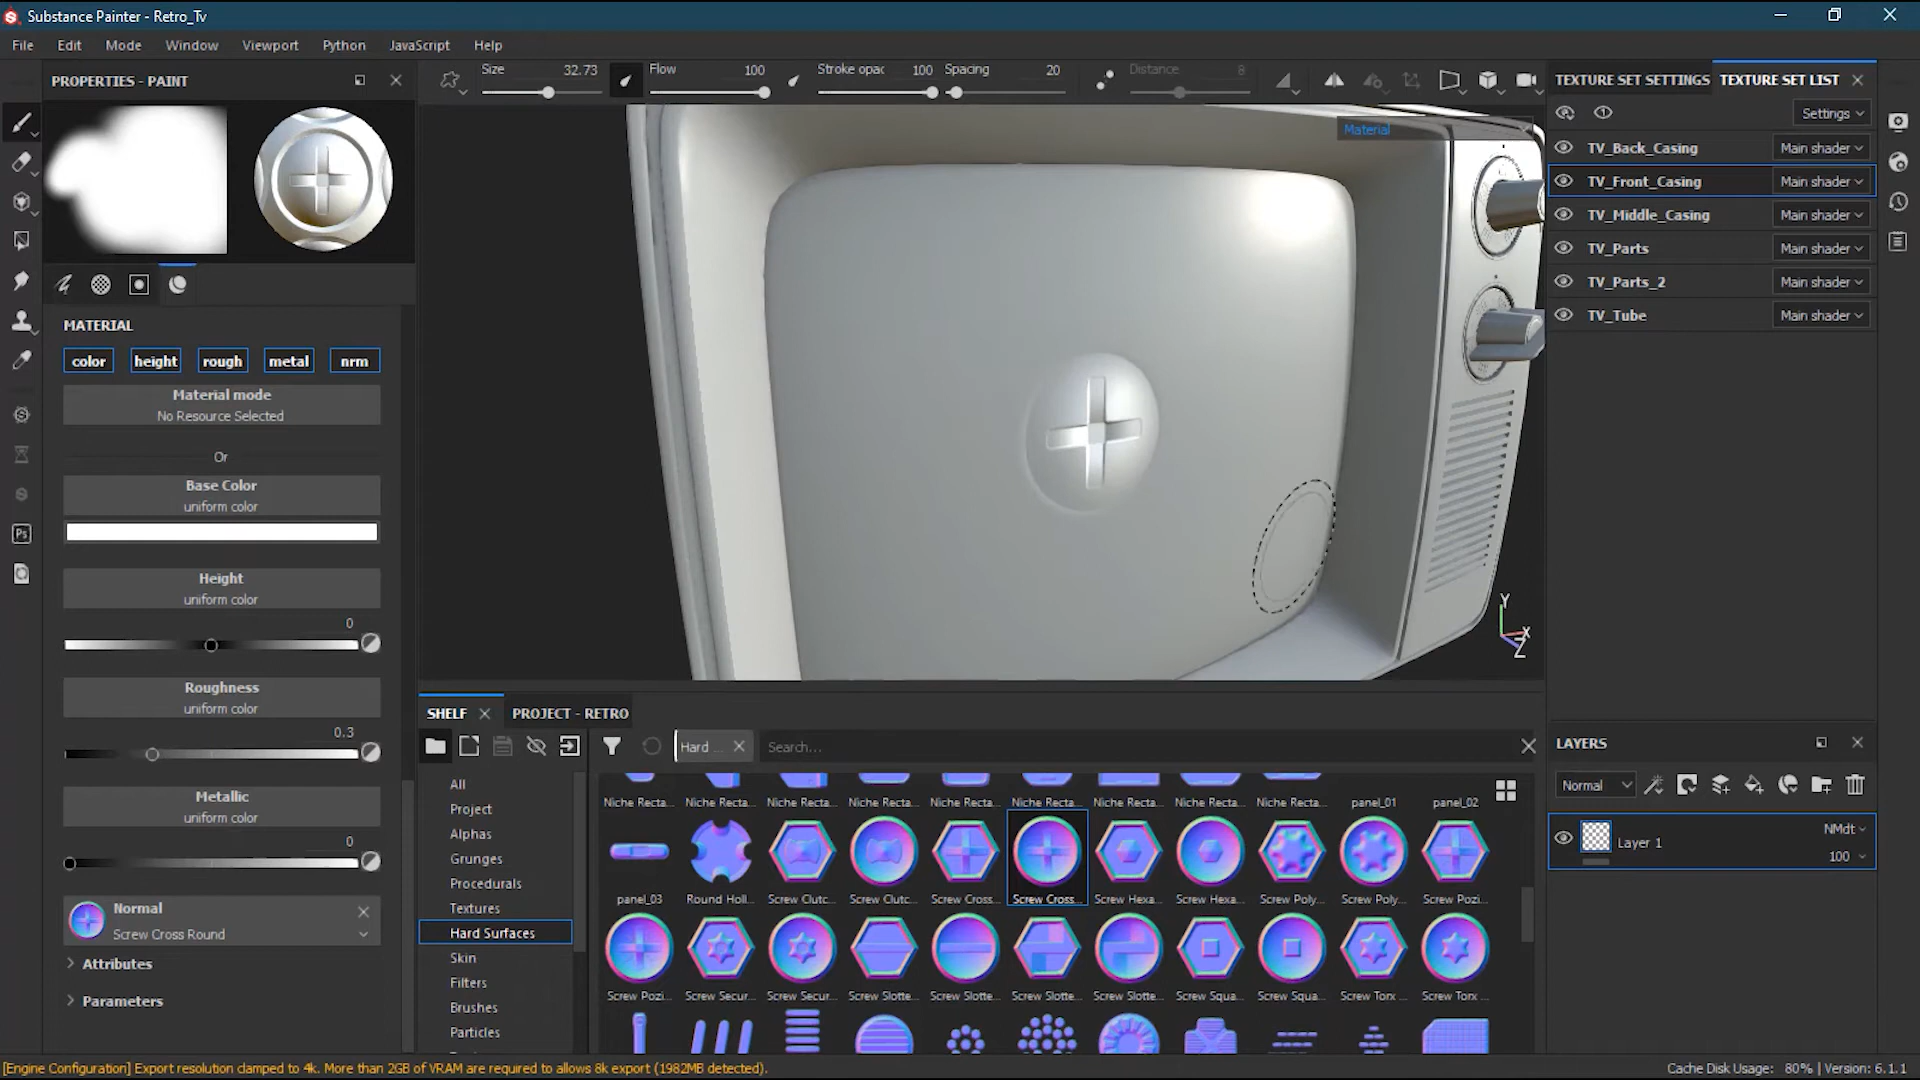 Substance Painter - Retro_Tv
File Edit Mode Window Viewport Python JavaScript Help
PROPERTIES - PAINT
Size 32.73 Flow 100 Stroke opac 100 Spacing 20 Distance 8
MATERIAL
color height rough metal nrm
Material mode
No Resource Selected
Or
Base Color
uniform color
Height
uniform color
0
Roughness
uniform color
0.3
Metallic
uniform color
0
Normal
Screw Cross Round
Attributes
Parameters
Material
Y
X
Z
SHELF PROJECT - RETRO
Hard ... Search...
All
Project
Alphas
Grunges
Procedurals
Textures
Hard Surfaces
Skin
Filters
Brushes
Particles
Niche Recta... Niche Recta... Niche Recta... Niche Recta... Niche Recta... Niche Recta... Niche Recta... Niche Recta... Niche Recta... panel_01 panel_02
panel_03 Round Holl... Screw Clutc... Screw Clutc... Screw Cross... Screw Cross... Screw Hexa... Screw Hexa... Screw Poly... Screw Poly... Screw Pozi...
Screw Pozi... Screw Secur... Screw Secur... Screw Slotte... Screw Slotte... Screw Slotte... Screw Slotte... Screw Squa... Screw Squa... Screw Torx ... Screw Torx ...
TEXTURE SET SETTINGS TEXTURE SET LIST
Settings
TV_Back_Casing Main shader
TV_Front_Casing Main shader
TV_Middle_Casing Main shader
TV_Parts Main shader
TV_Parts_2 Main shader
TV_Tube Main shader
LAYERS
Normal
Layer 1 NMdt
100
Ps
[Engine Configuration] Export resolution clamped to 4k. More than 2GB of VRAM are required to allows 8k export (1982MB detected).
Cache Disk Usage: 80% | Version: 6.1.1